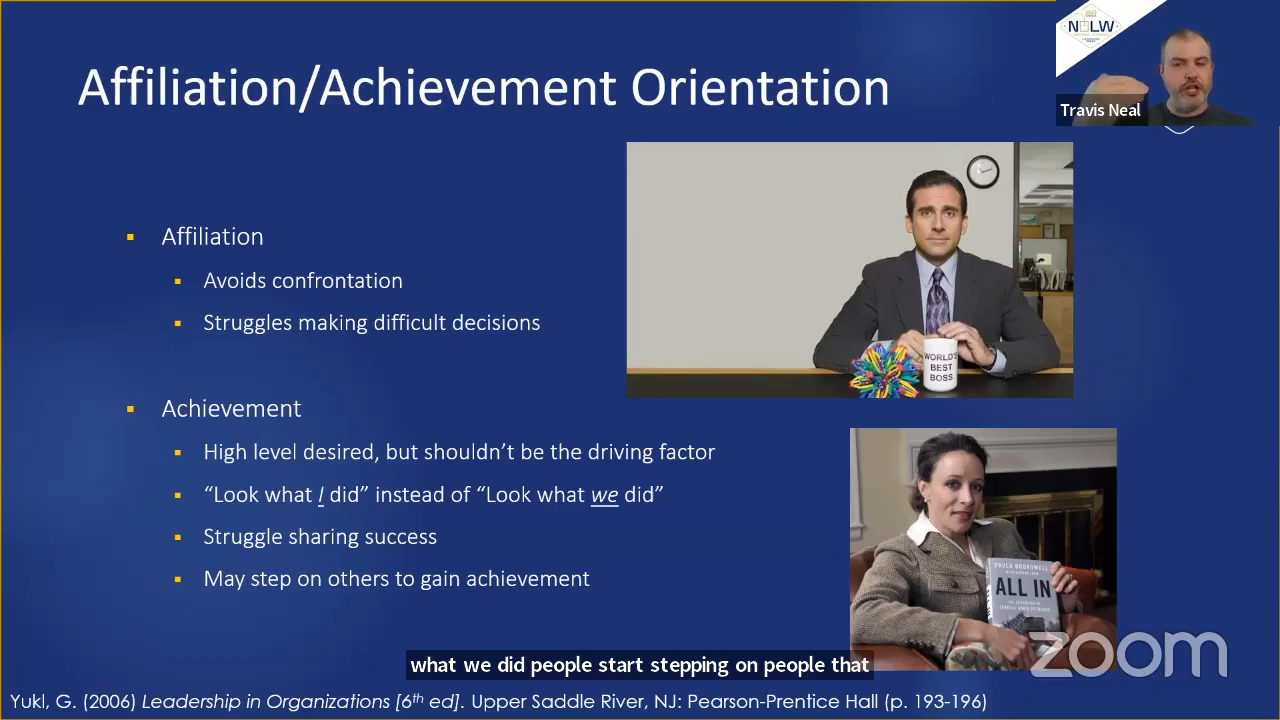 Affiliation/Achievement Orientation
NOLW
Travis Neal
Affiliation
Avoids confrontation
Struggles making difficult decisions
WORLD'S
BEST
BOSS
Achievement
High level desired, but shouldn't be the driving factor
“Look what I did” instead of “Look what we did”
Struggle sharing success
May step on others to gain achievement
PAULA BROADWELL
ALL IN
zoom
what we did people start stepping on people that
Yukl, G. (2006) Leadership in Organizations [6th ed]. Upper Saddle River, NJ: Pearson-Prentice Hall (p. 193-196)